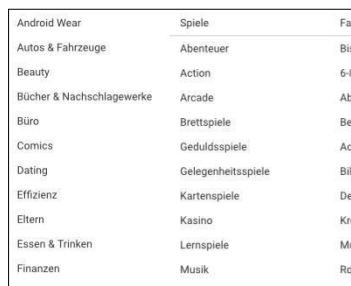 Android Wear
Autos & Fahrzeuge
Beauty
Bücher & Nachschlagewerke
Büro
Comics
Dating
Effizienz
Eltern
Essen & Trinken
Finanzen
Spiele
Abenteuer
Action
Arcade
Brettspiele
Geduldsspiele
Gelegenheitsspiele
Kartenspiele
Kasino
Lernspiele
Musik